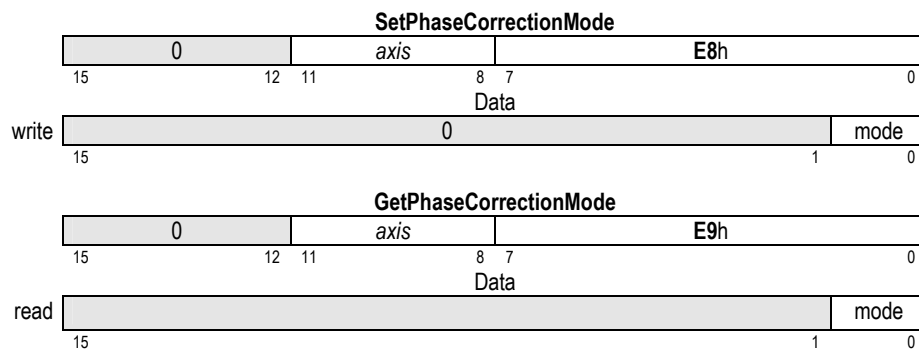 SetPhaseCorrectionMode
0 axis E8h
15 12 11 8 7 0
Data
write 0 mode
15 1 0
GetPhaseCorrectionMode
0 axis E9h
15 12 11 8 7 0
Data
read mode
15 1 0